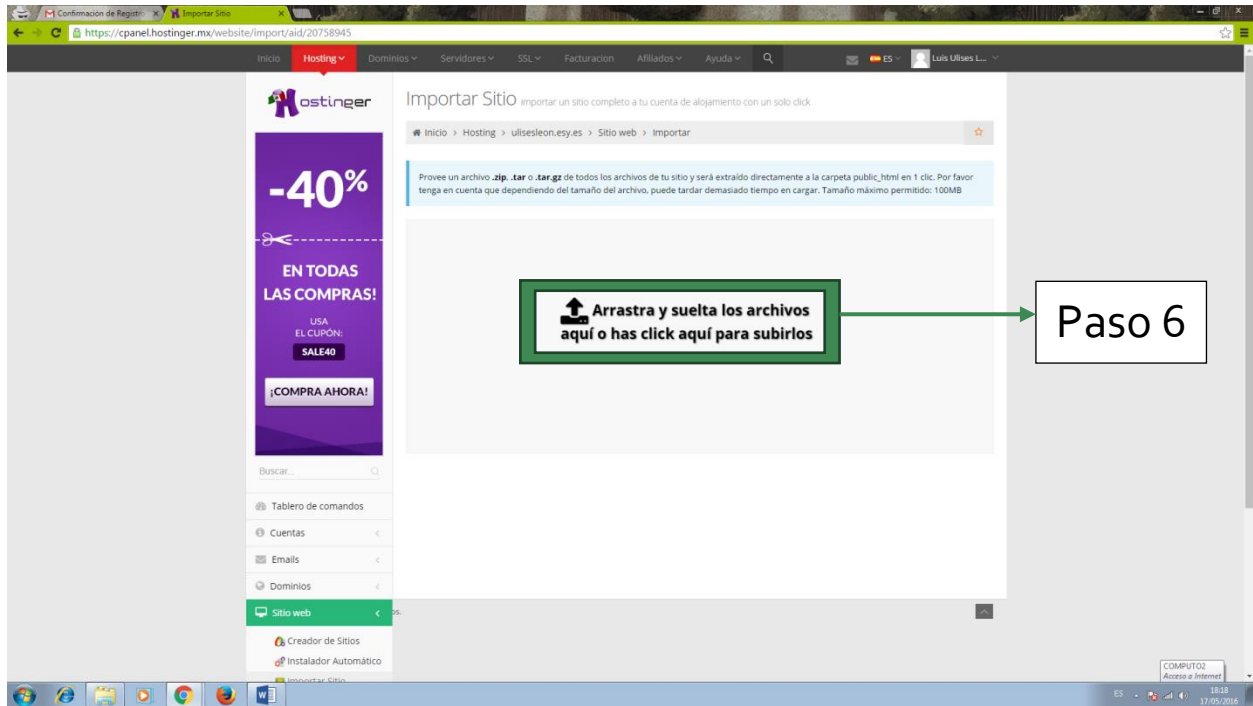 Confirmación de Registro
Importar Sitio
https://cpanel.hostinger.mx/website/import/aid/20758945
Inicio Hosting Dominios Servidores SSL Facturacion Afiliados Ayuda ES Luis Ulises L...
Hostinger
Importar Sitio importar un sitio completo a tu cuenta de alojamiento con un solo click
Inicio > Hosting > ulisesleon.esy.es > Sitio web > Importar
Provee un archivo .zip, .tar o .tar.gz de todos los archivos de tu sitio y será extraído directamente a la carpeta public_html en 1 clic. Por favor
tenga en cuenta que dependiendo del tamaño del archivo, puede tardar demasiado tiempo en cargar. Tamaño máximo permitido: 100MB
-40%
EN TODAS
LAS COMPRAS!
USA
EL CUPÓN:
SALE40
¡COMPRA AHORA!
Arrastra y suelta los archivos
aquí o has click aquí para subirlos
Paso 6
Buscar...
Tablero de comandos
Cuentas
Emails
Dominios
Sitio web
os.
Creador de Sitios
Instalador Automático
Importar Sitio
COMPUTO2
Acceso a Internet
ES
18:18
17/05/2016